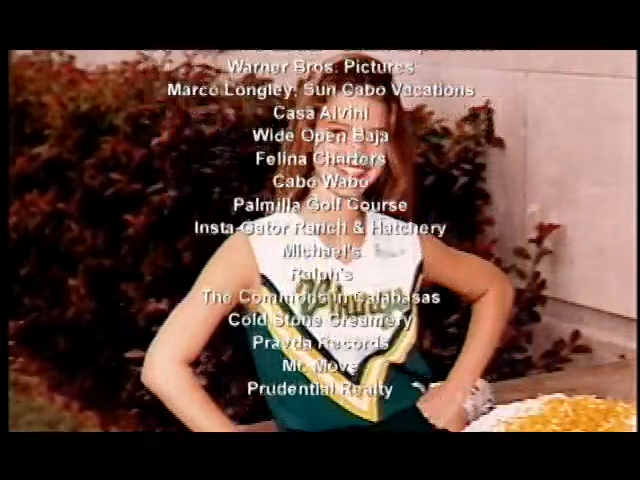 Warner Bros. Pictures
Marco Longley, Sun Cabo Vacations
Casa Alvini
Wide Open Baja
Felina Charters
Cabo Wabo
Palmilla Golf Course
Insta-Gator Ranch & Hatchery
Michael's
Ralph's
The Commons in Calabasas
Cold Stone Creamery
Pravda Records
Mr. Move
Prudential Realty